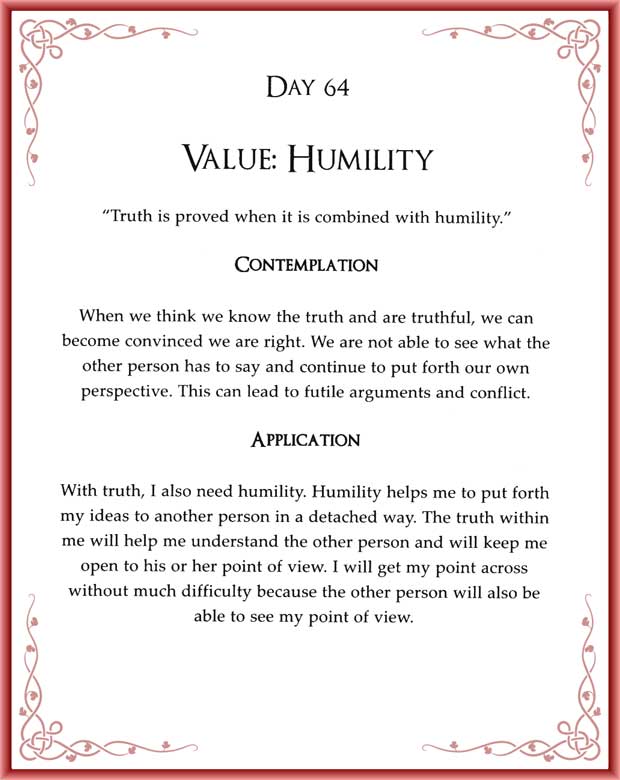 Day 64
Value: Humility
“Truth is proved when it is combined with humility.”
Contemplation
When we think we know the truth and are truthful, we can
become convinced we are right. We are not able to see what the
other person has to say and continue to put forth our own
perspective. This can lead to futile arguments and conflict.
Application
With truth, I also need humility. Humility helps me to put forth
my ideas to another person in a detached way. The truth within
me will help me understand the other person and will keep me
open to his or her point of view. I will get my point across
without much difficulty because the other person will also be
able to see my point of view.